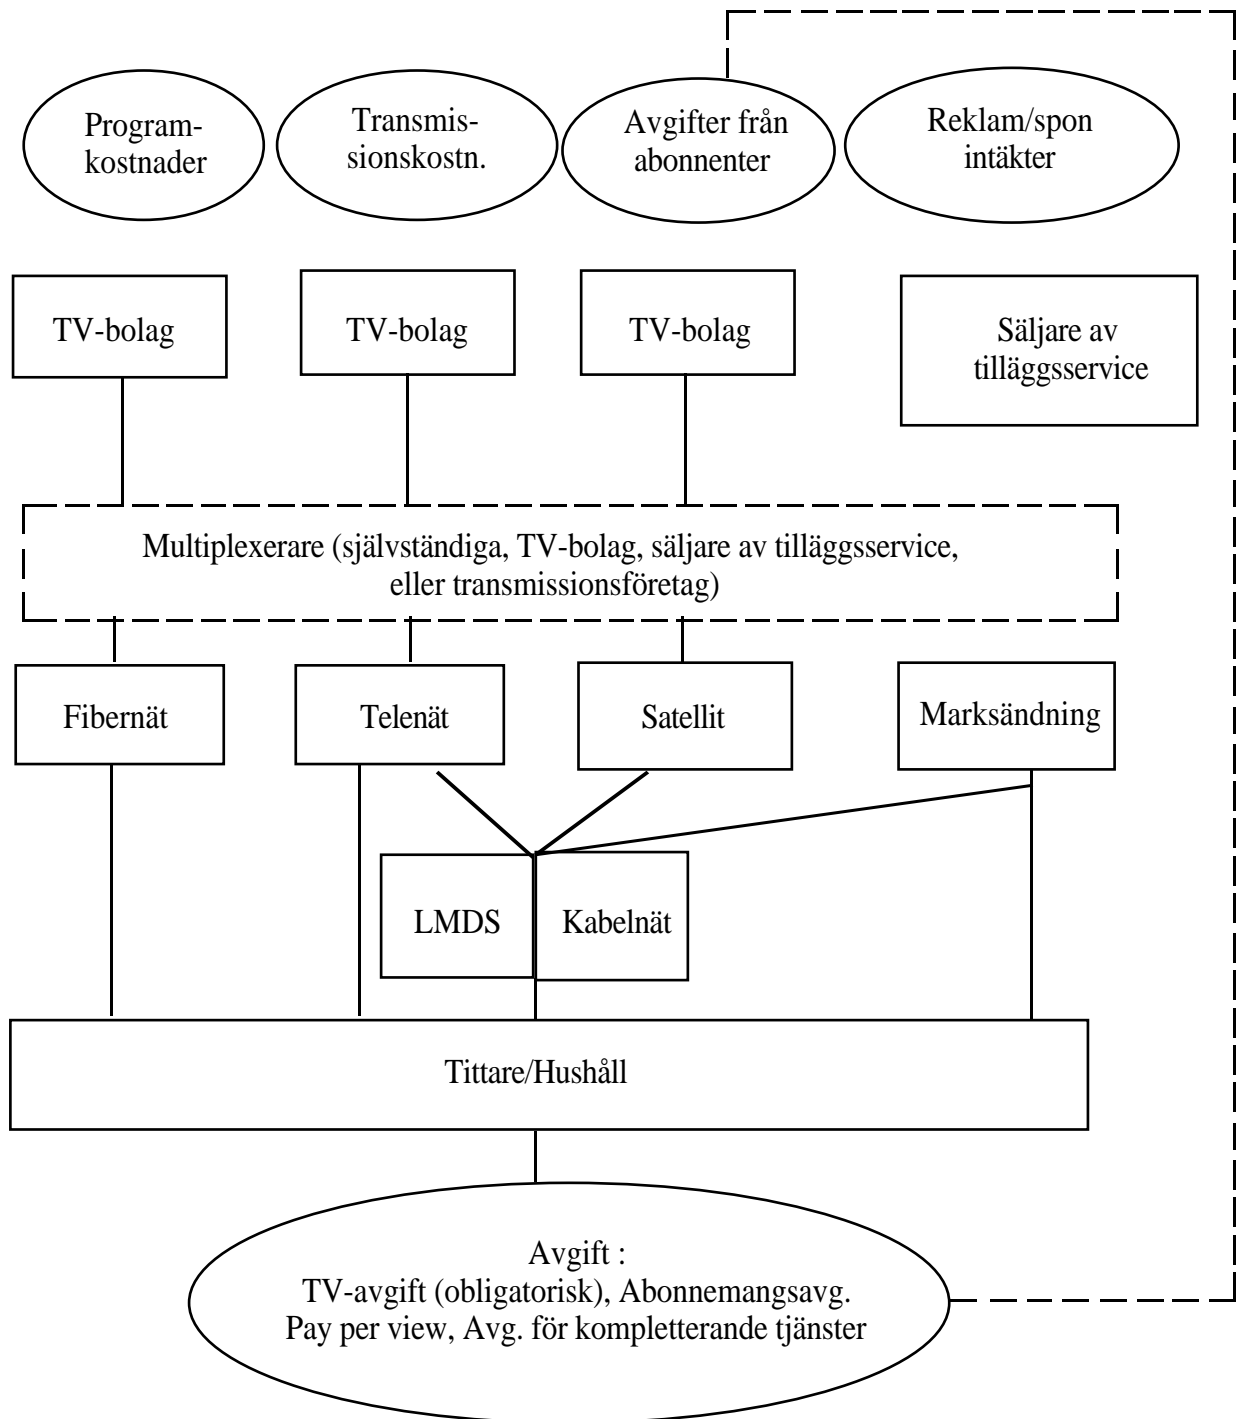 Program-
kostnader
Transmis-
sionskostn.
Avgifter från
abonnenter
Reklam/spon
intäkter
TV-bolag
TV-bolag
TV-bolag
Säljare av
tilläggsservice
Multiplexerare (självständiga, TV-bolag, säljare av tilläggsservice,
eller transmissionsföretag)
Fibernät
Telenät
Satellit
Marksändning
LMDS
Kabelnät
Tittare/Hushåll
Avgift :
TV-avgift (obligatorisk), Abonnemangsavg.
Pay per view, Avg. för kompletterande tjänster